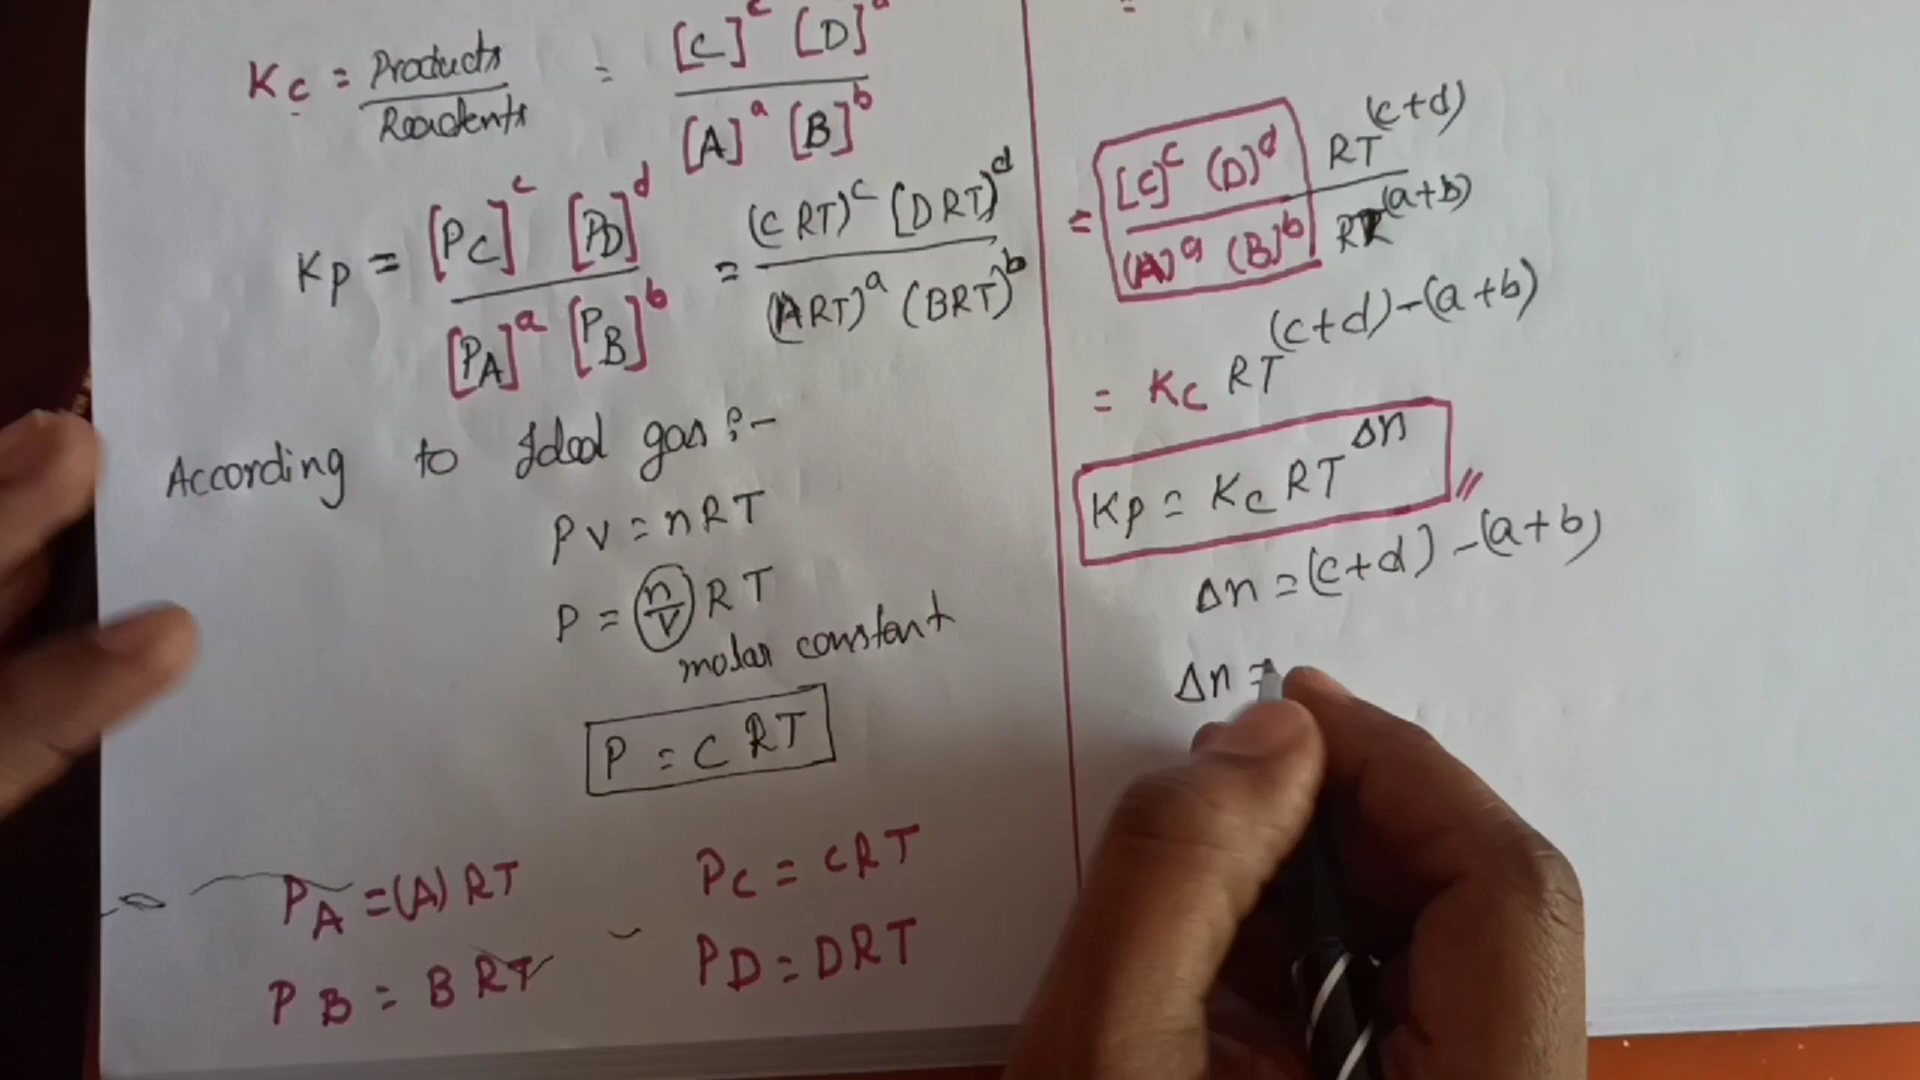 Kc = Products/Reactents = [C]^c [D]^d / [A]^a [B]^b
Kp = [Pc]^c [PD]^d / [PA]^a [PB]^b = (CRT)^c [DRT)^d / (ART)^a (BRT)^b
According to Ideal gas :-
PV = nRT
P = (n/V) RT
molar constant
P = C RT
PA = (A) RT
PB = BRT
PC = CRT
PD = DRT
= [C]^c (D)^d / (A)^a (B)^b RT^(c+d) / RT^(a+b)
= Kc RT^(c+d)-(a+b)
Kp = Kc RT^Δn //
Δn = (c+d) - (a+b)
Δn =